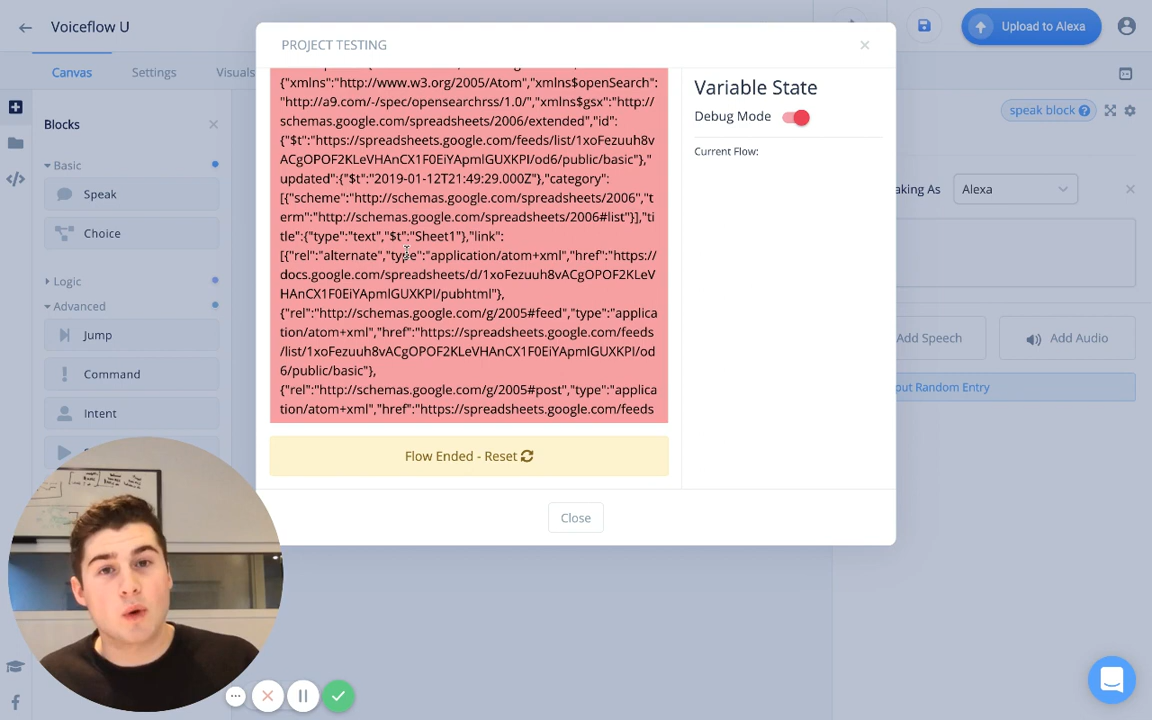 Voiceflow U
Upload to Alexa
Canvas
Settings
Visuals
Blocks
Basic
Speak
Choice
Logic
Advanced
Jump
Command
Intent
PROJECT TESTING
{"xmlns":"http://www.w3.org/2005/Atom","xmlns$openSearch":
"http://a9.com/-/spec/opensearchrss/1.0/","xmlns$gsx":"http://
schemas.google.com/spreadsheets/2006/extended","id":
{"$t":"https://spreadsheets.google.com/feeds/list/1xoFezuuh8v
ACgOPOF2KLeVHAnCX1F0EiYApmlGUXKPI/od6/public/basic"},"
updated":{"$t":"2019-01-12T21:49:29.000Z"},"category":
[{"scheme":"http://schemas.google.com/spreadsheets/2006","t
erm":"http://schemas.google.com/spreadsheets/2006#list"}],"ti
tle":{"type":"text","$t":"Sheet1"},"link":
[{"rel":"alternate","type":"application/atom+xml","href":"https://
docs.google.com/spreadsheets/d/1xoFezuuh8vACgOPOF2KLeV
HAnCX1F0EiYApmlGUXKPI/pubhtml"},
{"rel":"http://schemas.google.com/g/2005#feed","type":"applica
tion/atom+xml","href":"https://spreadsheets.google.com/feeds
/list/1xoFezuuh8vACgOPOF2KLeVHAnCX1F0EiYApmlGUXKPI/od
6/public/basic"},
{"rel":"http://schemas.google.com/g/2005#post","type":"applica
tion/atom+xml","href":"https://spreadsheets.google.com/feeds
Flow Ended - Reset
Close
Variable State
Debug Mode
Current Flow:
speak block
aking As
Alexa
Add Speech
Add Audio
put Random Entry